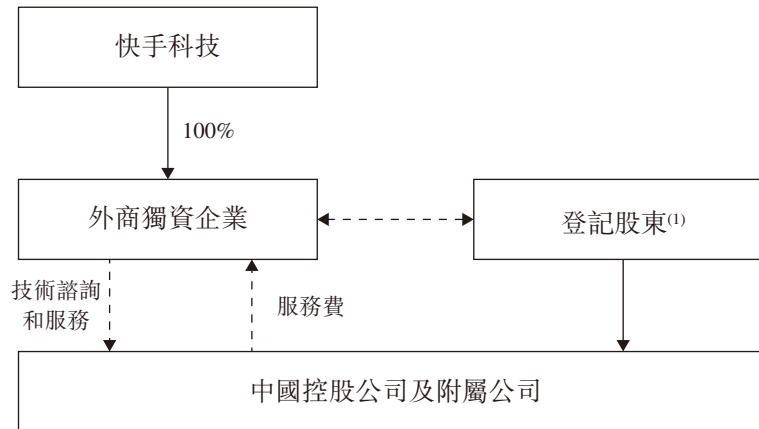 快手科技
100%
外商獨資企業
登記股東(1)
技術諮詢
和服務
服務費
中國控股公司及附屬公司